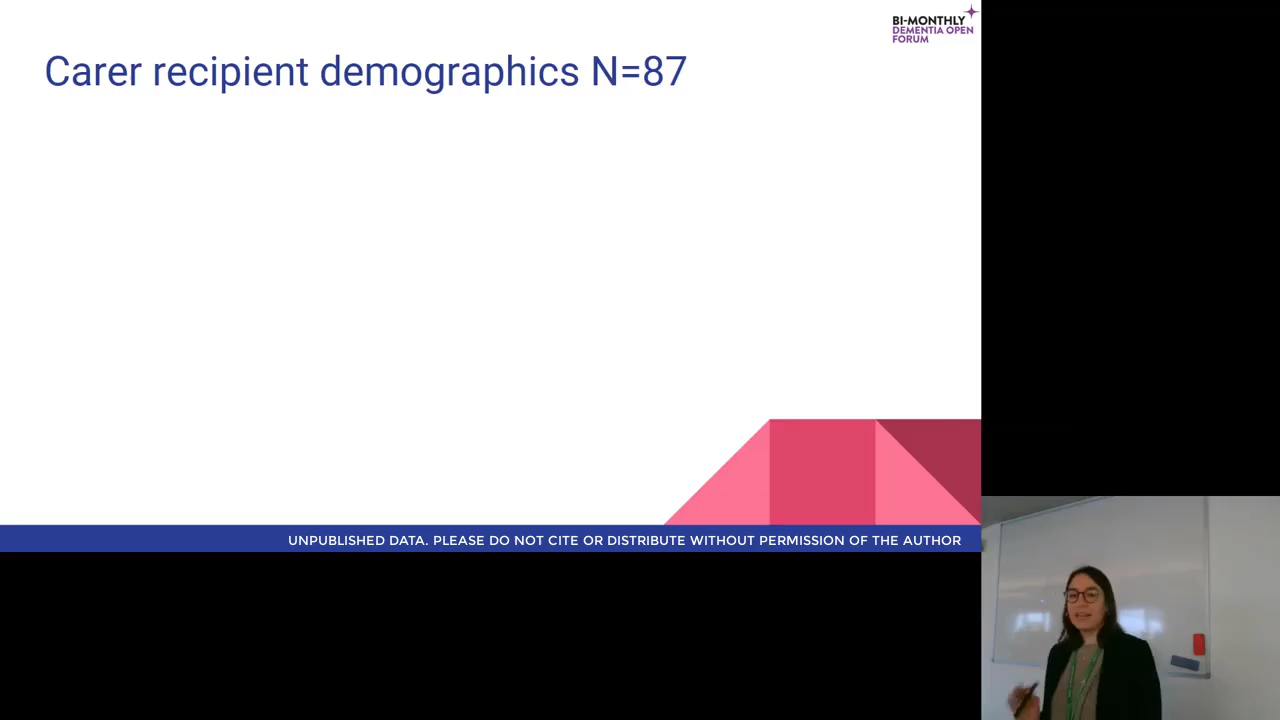 BI-MONTHLY
DEMENTIA OPEN
FORUM
Carer recipient demographics N=87
UNPUBLISHED DATA. PLEASE DO NOT CITE OR DISTRIBUTE WITHOUT PERMISSION OF THE AUTHOR